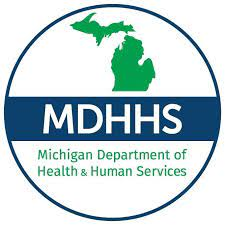 MDHHS
Michigan Department of
Health & Human Services